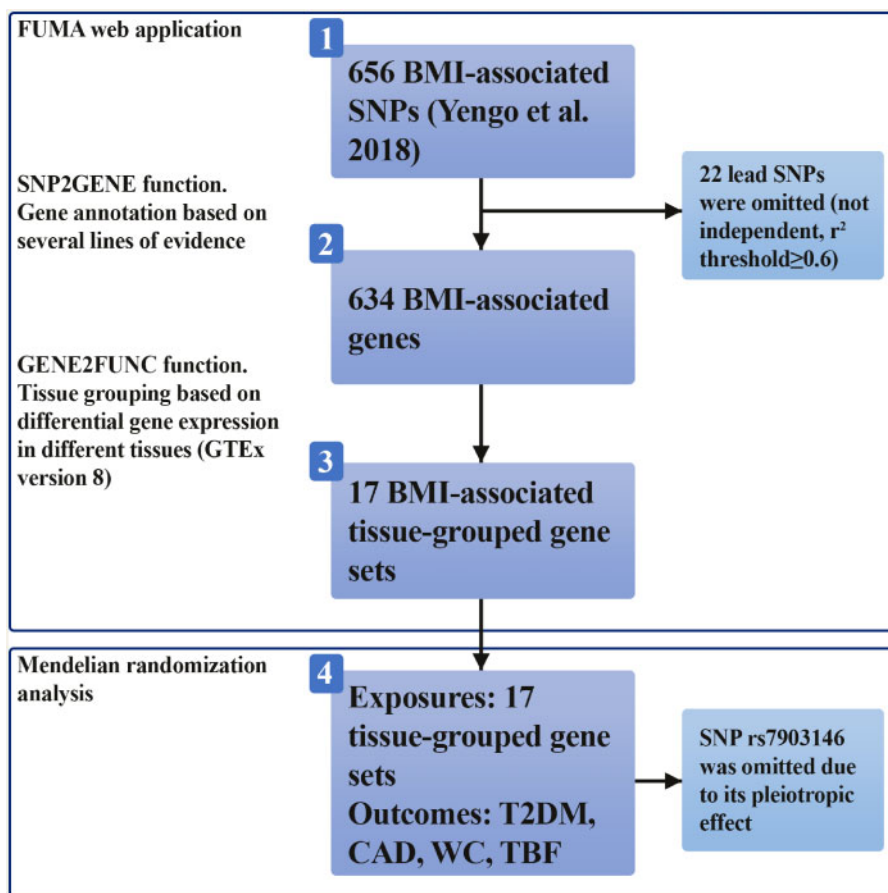 FUMA web application
1
656 BMI-associated
SNPs (Yengo et al.
2018)
SNP2GENE function.
Gene annotation based on
several lines of evidence
22 lead SNPs
were omitted (not
independent, r²
threshold≥0.6)
2
634 BMI-associated
genes
GENE2FUNC function.
Tissue grouping based on
differential gene expression
in different tissues (GTEx
version 8)
3
17 BMI-associated
tissue-grouped gene
sets
Mendelian randomization
analysis
4
Exposures: 17
tissue-grouped gene
sets
Outcomes: T2DM,
CAD, WC, TBF
SNP rs7903146
was omitted due
to its pleiotropic
effect